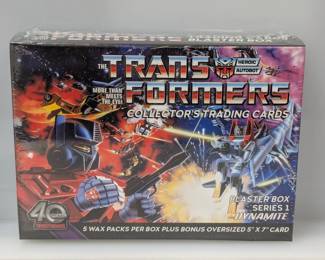 THE TRANSFORMERS
HEROIC
AUTOBOT
MORE THAN
MEETS
THE EYE!
COLLECTOR'S TRADING CARDS
40
BLASTER BOX
SERIES 1
DYNAMITE
5 WAX PACKS PER BOX PLUS BONUS OVERSIZED 5" X 7" CARD